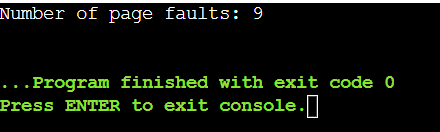 Number of page faults: 9
...Program finished with exit code 0
Press ENTER to exit console.